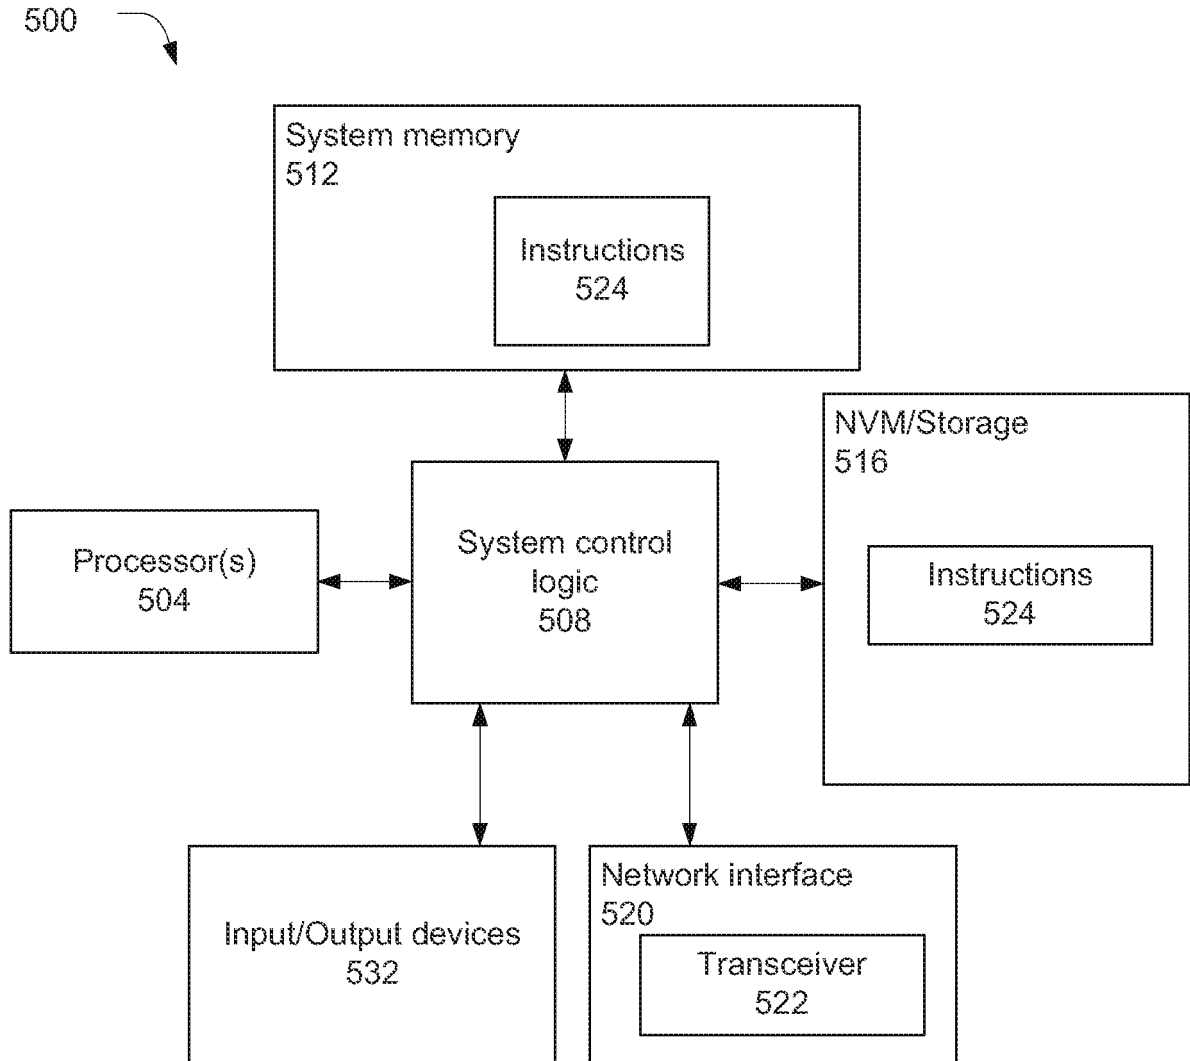 500
System memory
512
Instructions
524
NVM/Storage
516
Processor(s)
504
System control
logic
508
Instructions
524
Input/Output devices
532
Network interface
520
Transceiver
522